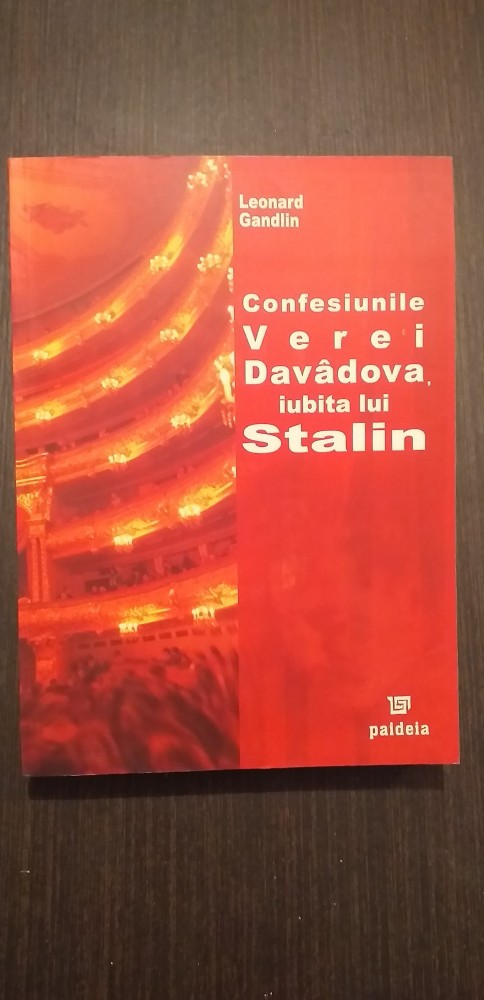 Leonard
Gandlin
Confesiunile
Verei
Davâdova,
iubita lui
Stalin
paideia